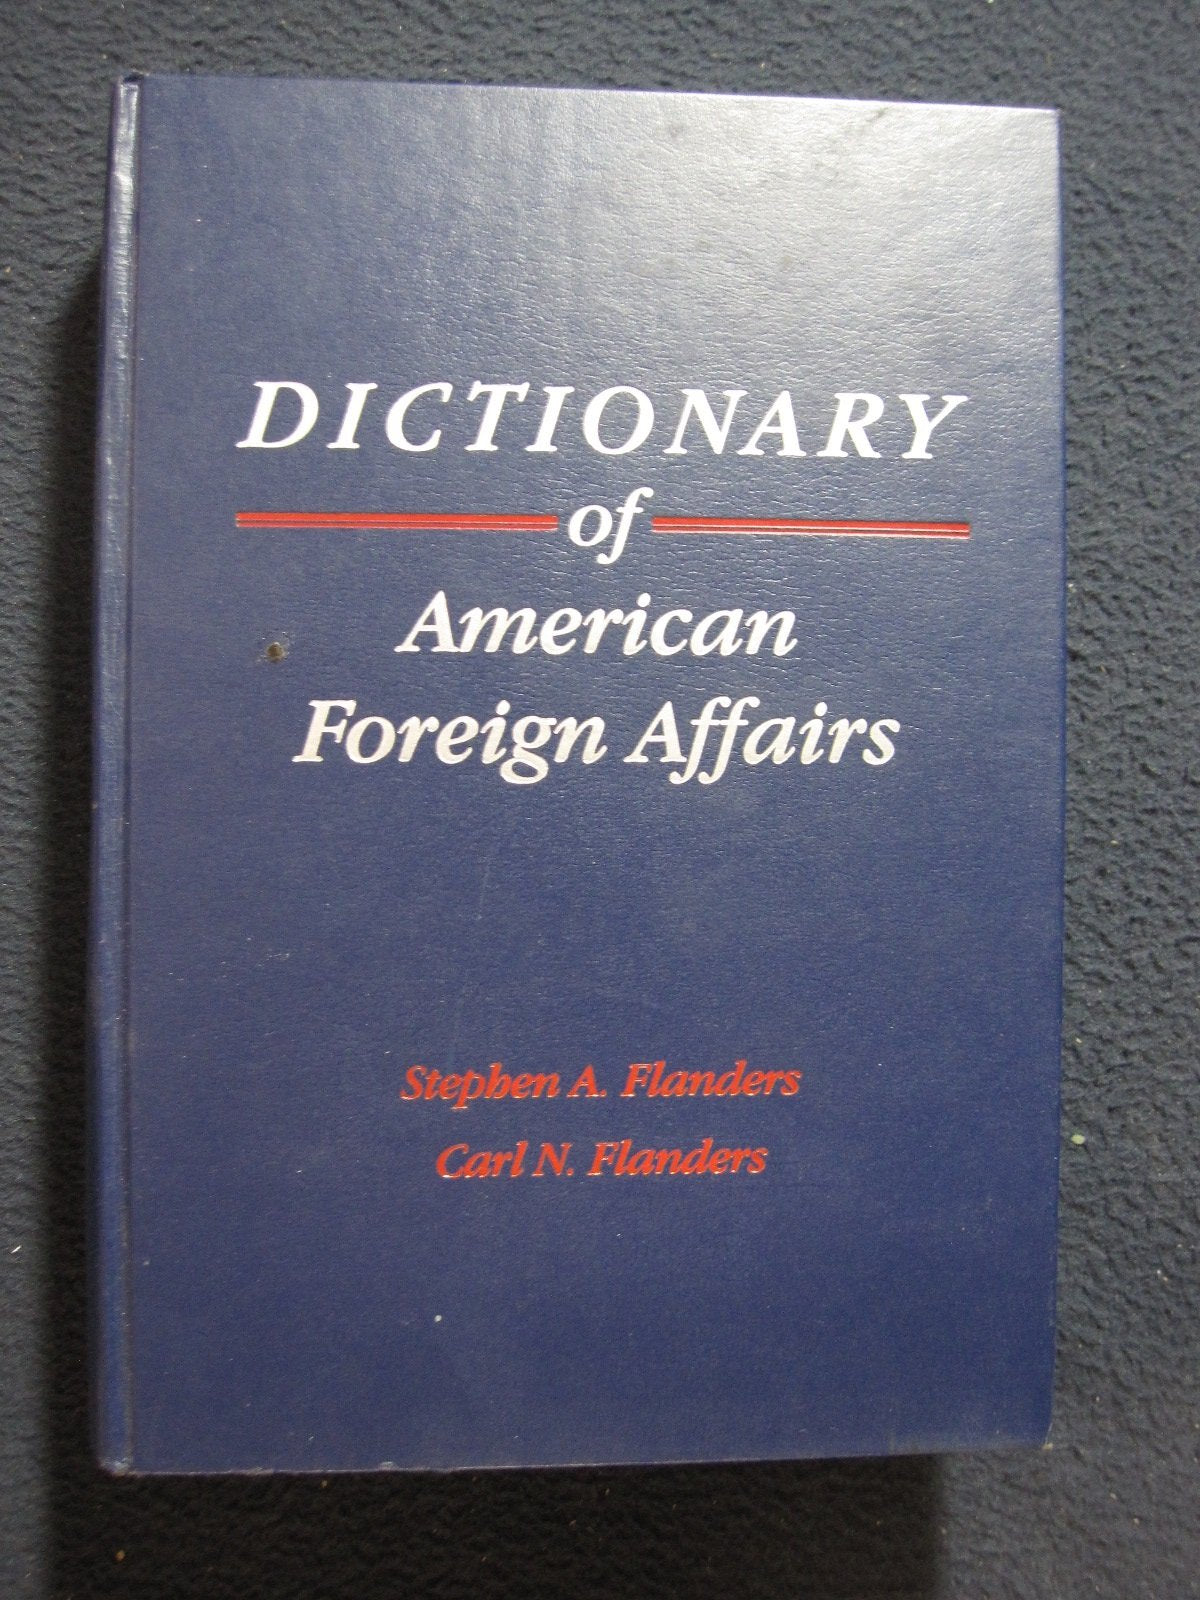 DICTIONARY
of
American
Foreign Affairs
Stephen A. Flanders
Carl N. Flanders